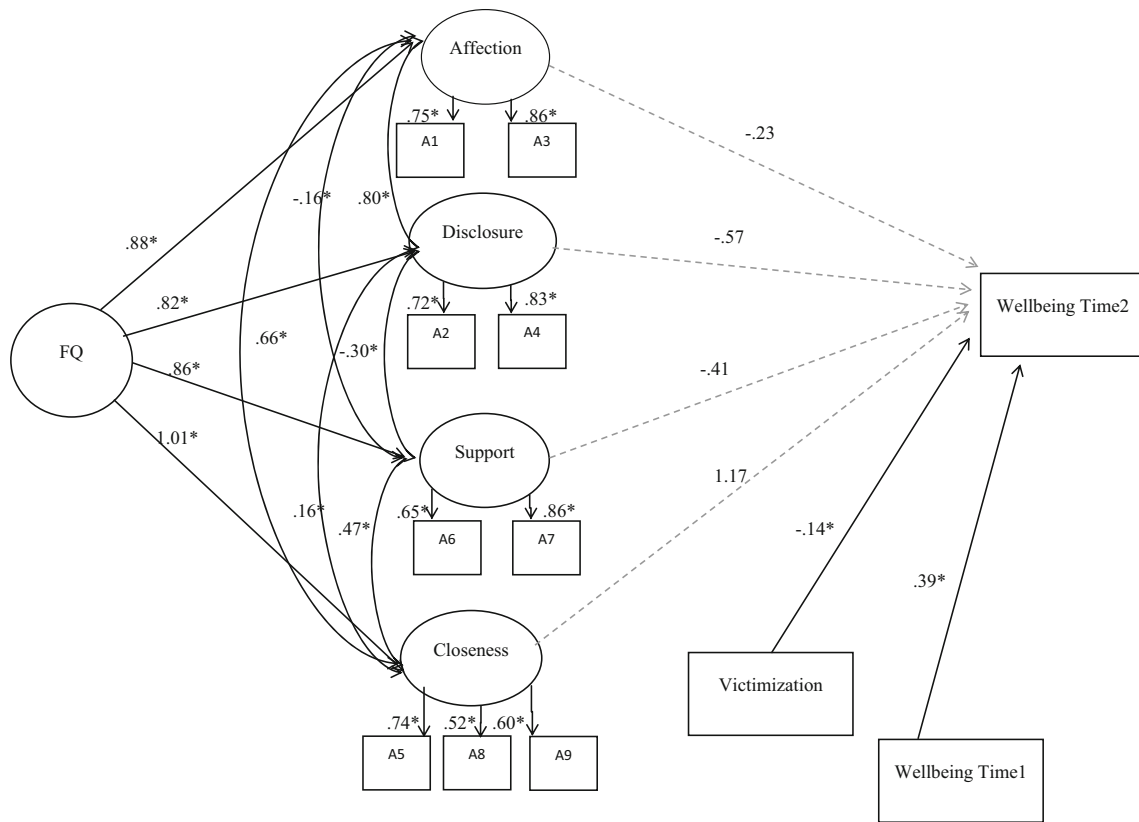 Affection
.75*
.86*
A1
A3
-.23
-.16*
.80*
Disclosure
-.57
.88*
.82*
.72*
.83*
A2
A4
Wellbeing Time2
FQ
.66*
-.30*
.86*
-.41
1.01*
Support
1.17
.65*
.86*
.16*
.47*
A6
A7
-.14*
.39*
Closeness
Victimization
.74*
.52*
.60*
A5
A8
A9
Wellbeing Time1